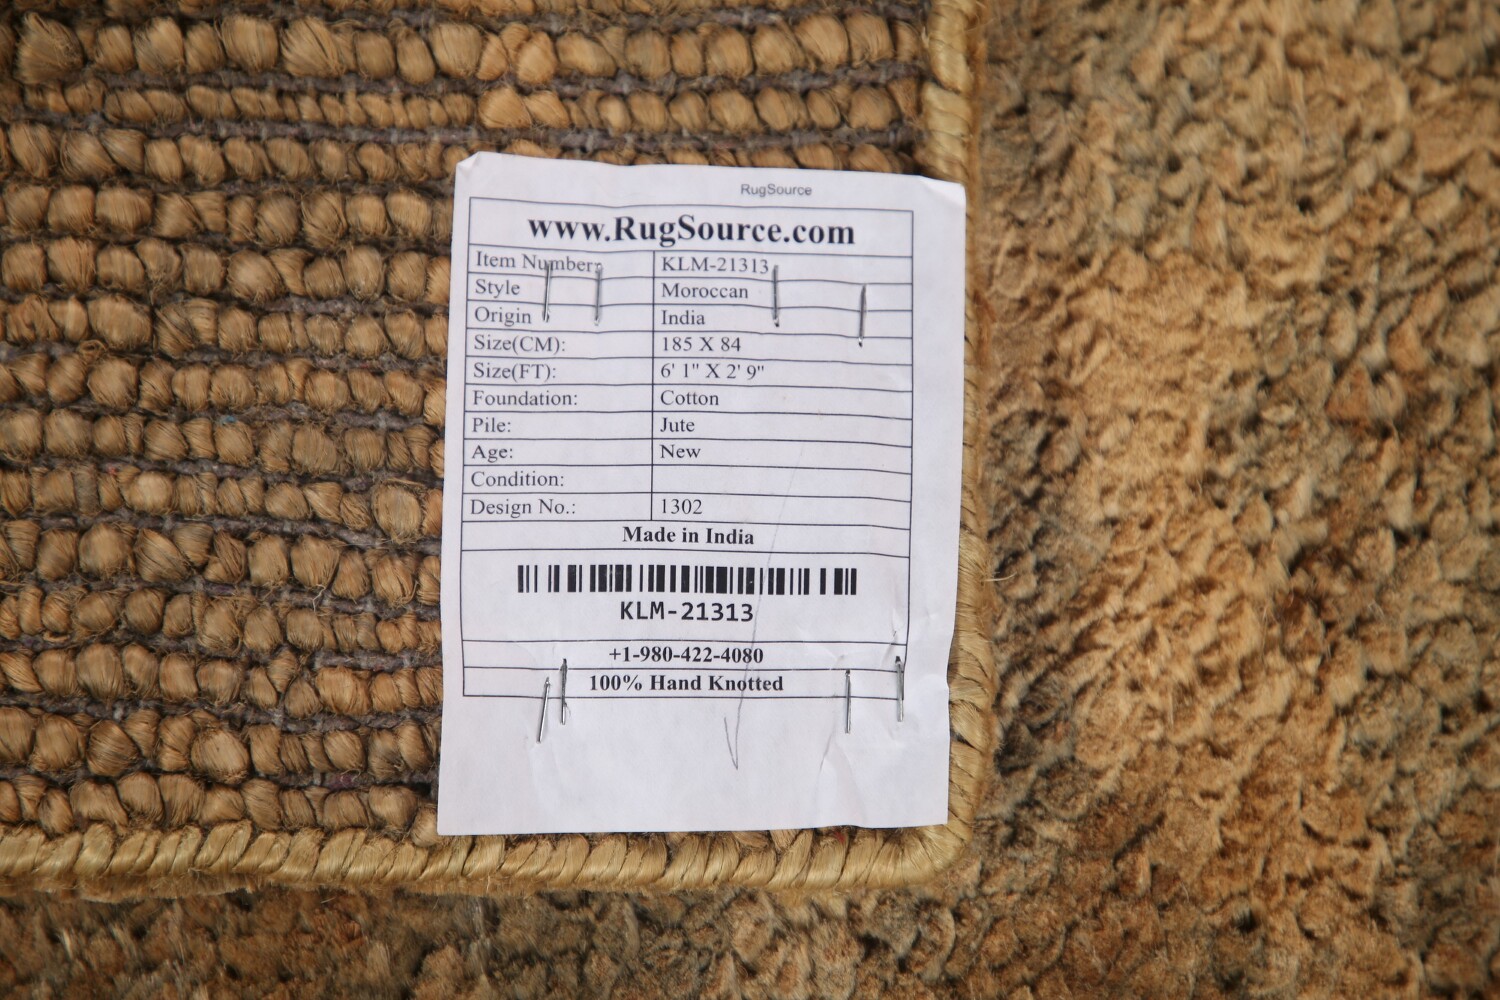 RugSource
www.RugSource.com
Item Number: KLM-21313
Style Moroccan
Origin India
Size(CM): 185 X 84
Size(FT): 6' 1" X 2' 9"
Foundation: Cotton
Pile: Jute
Age: New
Condition:
Design No.: 1302
Made in India
KLM-21313
+1-980-422-4080
100% Hand Knotted